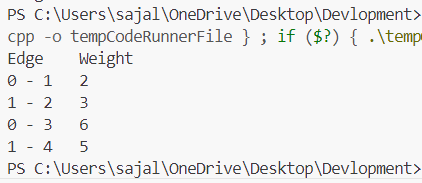 PS C:\Users\sajal\OneDrive\Desktop\Devlopment>
cpp -o tempCodeRunnerFile } ; if ($?) { .\temp
Edge    Weight
0 - 1   2
1 - 2   3
0 - 3   6
1 - 4   5
PS C:\Users\sajal\OneDrive\Desktop\Devlopment>